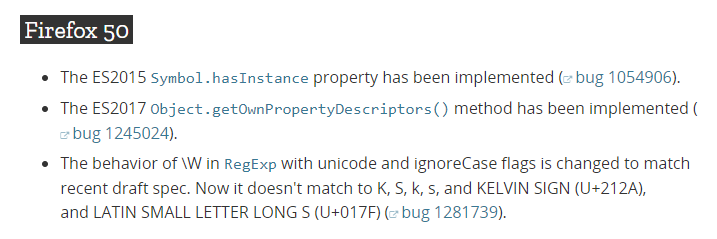 Firefox 50
• The ES2015 Symbol.hasInstance property has been implemented (bug 1054906).
• The ES2017 Object.getOwnPropertyDescriptors() method has been implemented (
bug 1245024).
• The behavior of \W in RegExp with unicode and ignoreCase flags is changed to match
recent draft spec. Now it doesn't match to K, S, k, s, and KELVIN SIGN (U+212A),
and LATIN SMALL LETTER LONG S (U+017F) (bug 1281739).